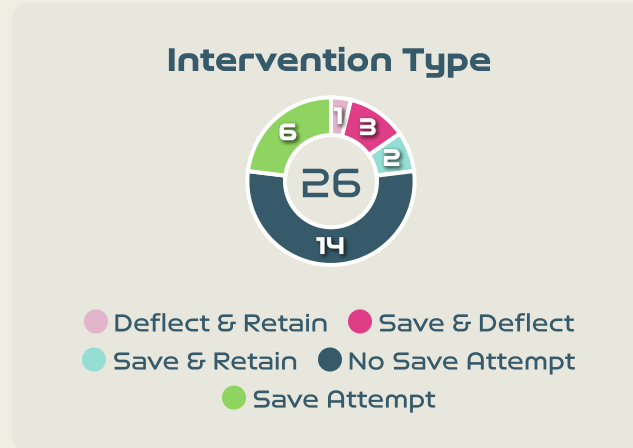 Intervention Type
1
3
6
2
26
14
Deflect & Retain
Save & Deflect
Save & Retain
No Save Attempt
Save Attempt